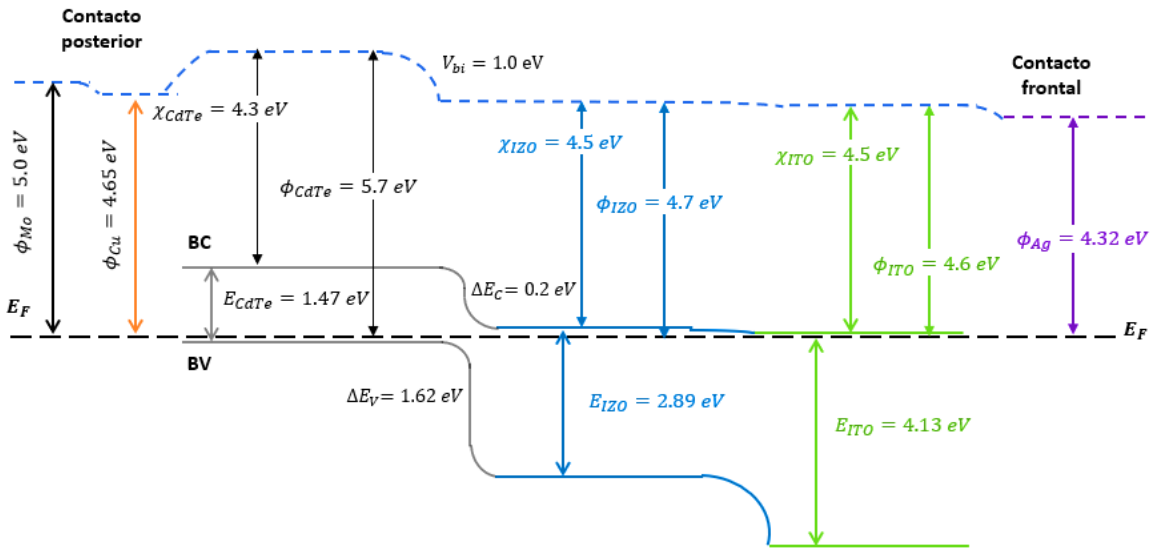 Contacto
posterior
V_bi = 1.0 eV
Contacto
frontal
χ_CdTe = 4.3 eV
χ_IZO = 4.5 eV
χ_ITO = 4.5 eV
ϕ_Mo = 5.0 eV
ϕ_Cu = 4.65 eV
ϕ_CdTe = 5.7 eV
ϕ_IZO = 4.7 eV
ϕ_Ag = 4.32 eV
ϕ_ITO = 4.6 eV
BC
E_CdTe = 1.47 eV
ΔE_C= 0.2 eV
E_F
E_F
BV
ΔE_V= 1.62 eV
E_IZO = 2.89 eV
E_ITO = 4.13 eV